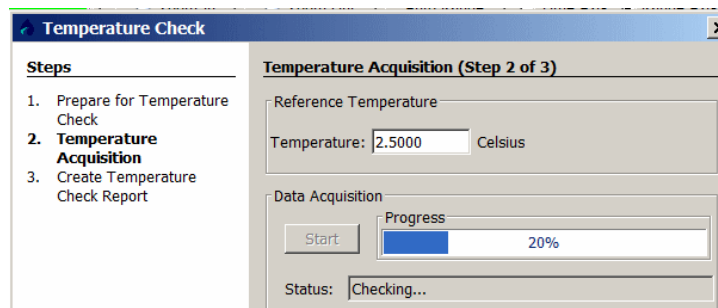 Temperature Check
Steps
1. Prepare for Temperature
Check
2. Temperature
Acquisition
3. Create Temperature
Check Report
Temperature Acquisition (Step 2 of 3)
Reference Temperature
Temperature: 2.5000 Celsius
Data Acquisition
Progress
Start
20%
Status: Checking...